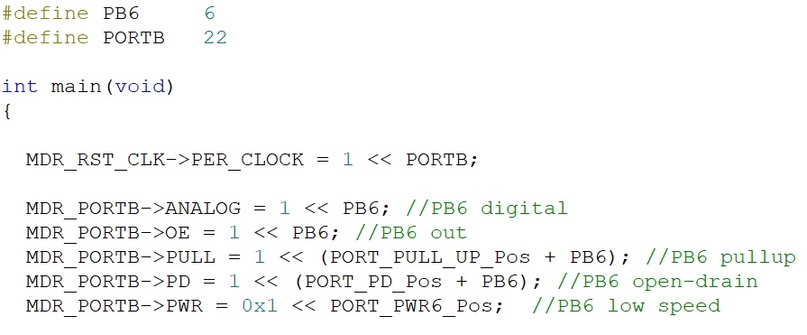 #define PB6 6
#define PORTB 22
int main(void)
{
MDR_RST_CLK->PER_CLOCK = 1 << PORTB;
MDR_PORTB->ANALOG = 1 << PB6; //PB6 digital
MDR_PORTB->OE = 1 << PB6; //PB6 out
MDR_PORTB->PULL = 1 << (PORT_PULL_UP_Pos + PB6); //PB6 pullup
MDR_PORTB->PD = 1 << (PORT_PD_Pos + PB6); //PB6 open-drain
MDR_PORTB->PWR = 0x1 << PORT_PWR6_Pos; //PB6 low speed